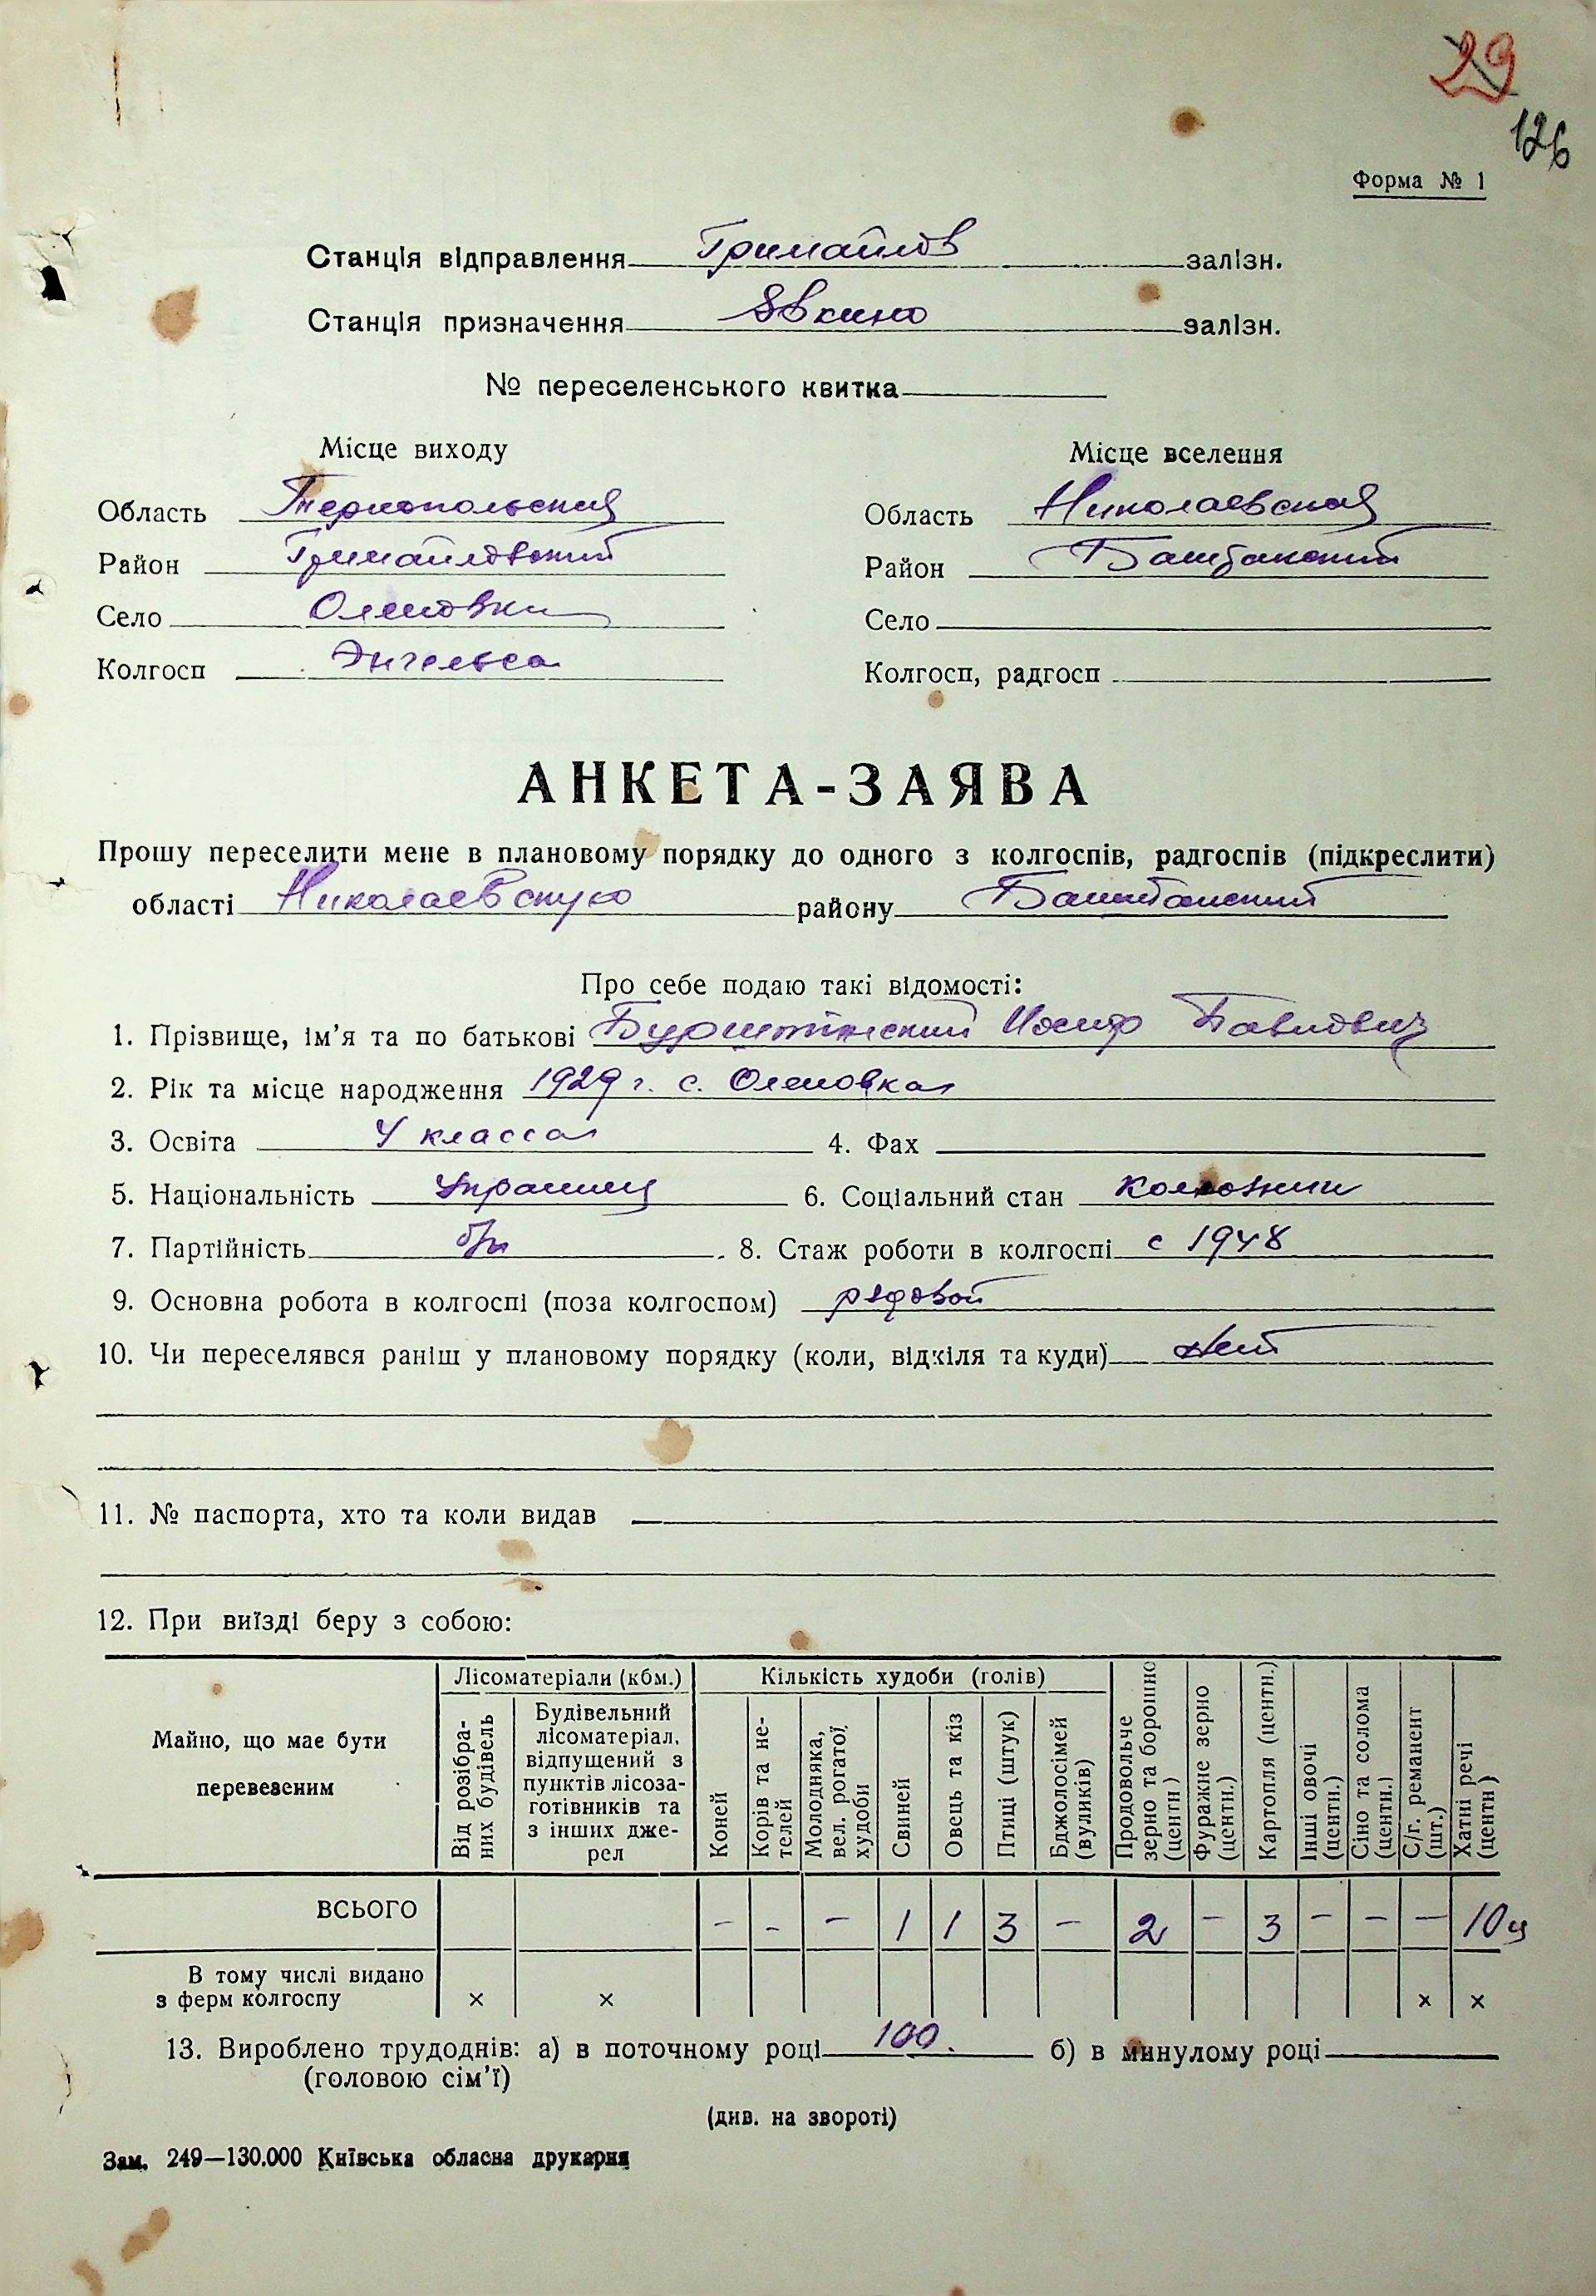 29
126
Форма № 1
Станція відправлення Гримайлов залізн.
Станція призначення Явкино залізн.
№ переселенського квитка
Місце виходу
Місце вселення
Область Тернопольския
Область Николаевская
Район Гримайловский
Район Баштанский
Село Оленовка
Село
Колгосп Энгельса
Колгосп, радгосп
АНКЕТА-ЗАЯВА
Прошу переселити мене в плановому порядку до одного з колгоспів, радгоспів (підкреслити)
області Николаевскую району Баштанский
Про себе подаю такі відомості:
1. Прізвище, ім’я та по батькові Бурштинский Иосиф Павлович
2. Рік та місце народження 1929 г. с. Оленовка
3. Освіта 4 класса 4. Фах
5. Національність Украинец 6. Соціальний стан колхозник
7. Партійність б/п 8. Стаж роботи в колгоспі с 1948
9. Основна робота в колгоспі (поза колгоспом) рядовой
10. Чи переселявся раніш у плановому порядку (коли, відкіля та куди) нет
11. № паспорта, хто та коли видав
12. При виїзді беру з собою:
Майно, що має бути перевезеним
Лісоматеріали (кбм.)
Кількість худоби (голів)
Від розібраних будівель
Будівельний лісоматеріал, відпущений з пунктів лісозаготівників та з інших джерел
Коней
Корів та нетелей
Молодняка, вел. рогатої худоби
Свиней
Овець та кіз
Птиці (штук)
Бджолосімей (вуликів)
Продовольче зерно та борошно (центн.)
Фуражне зерно (центн.)
Картопля (центн.)
Інші овочі (центн.)
Сіно та солома (центн.)
С/г. реманент (шт.)
Хатні речі (центн)
ВСЬОГО – – – 1 1 3 – 2 – 3 – – – 10 ц
В тому числі видано
з ферм колгоспу × × × ×
13. Вироблено трудоднів: а) в поточному році 100. б) в минулому році
(головою сім’ї)
(див. на звороті)
Зам. 249—130.000 Київська обласна друкарня